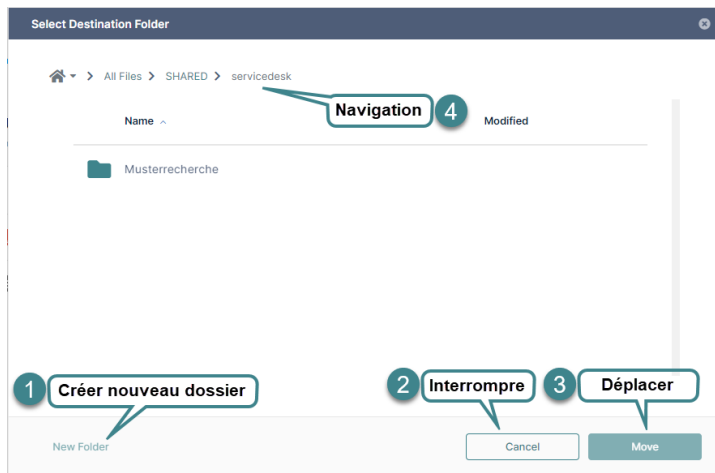 Select Destination Folder
All Files > SHARED > servicedesk
Navigation 4
Name Modified
Musterrecherche
1 Créer nouveau dossier
2 Interrompre
3 Déplacer
New Folder Cancel Move